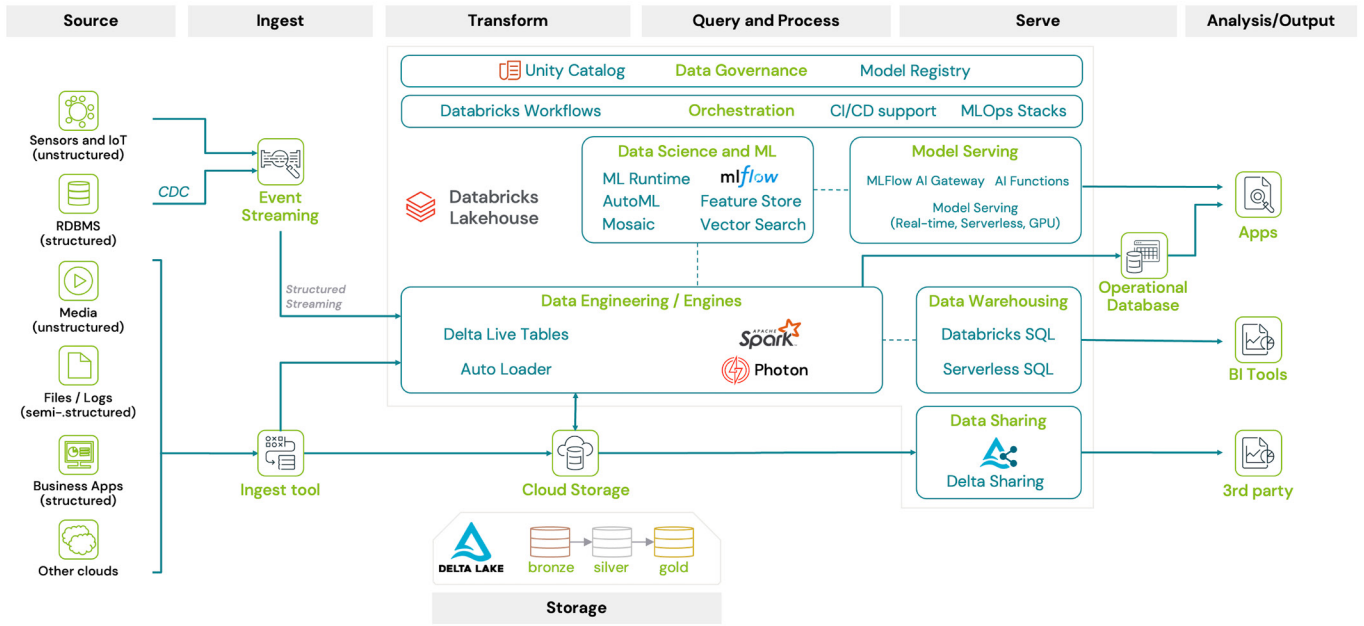 Source
Ingest
Transform
Query and Process
Serve
Analysis/Output
Unity Catalog
Data Governance
Model Registry
Databricks Workflows
Orchestration
CI/CD support
MLOps Stacks
Sensors and IoT
(unstructured)
CDC
RDBMS
(structured)
Media
(unstructured)
Files / Logs
(semi-.structured)
Business Apps
(structured)
Other clouds
Event
Streaming
Structured
Streaming
Ingest tool
Databricks
Lakehouse
Data Science and ML
ML Runtime
mlflow
AutoML
Feature Store
Mosaic
Vector Search
Model Serving
MLFlow AI Gateway
AI Functions
Model Serving
(Real-time, Serverless, GPU)
Data Engineering / Engines
Delta Live Tables
APACHE
Spark
Auto Loader
Photon
Data Warehousing
Databricks SQL
Serverless SQL
Operational
Database
Cloud Storage
Data Sharing
Delta Sharing
Apps
BI Tools
3rd party
DELTA LAKE
bronze
silver
gold
Storage